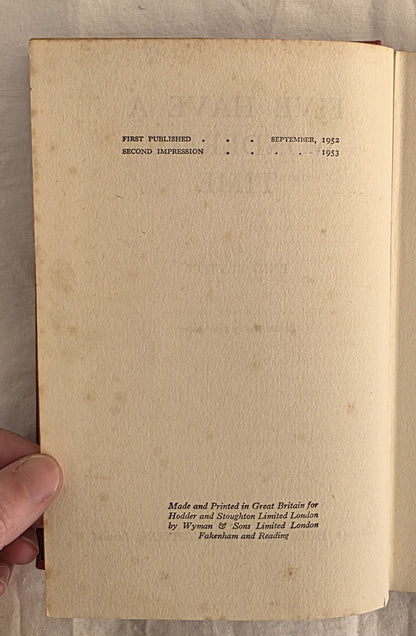 FIRST PUBLISHED . . . SEPTEMBER, 1952
SECOND IMPRESSION . . . . 1953
Made and Printed in Great Britain for
Hodder and Stoughton Limited London
by Wyman & Sons Limited London
Fakenham and Reading